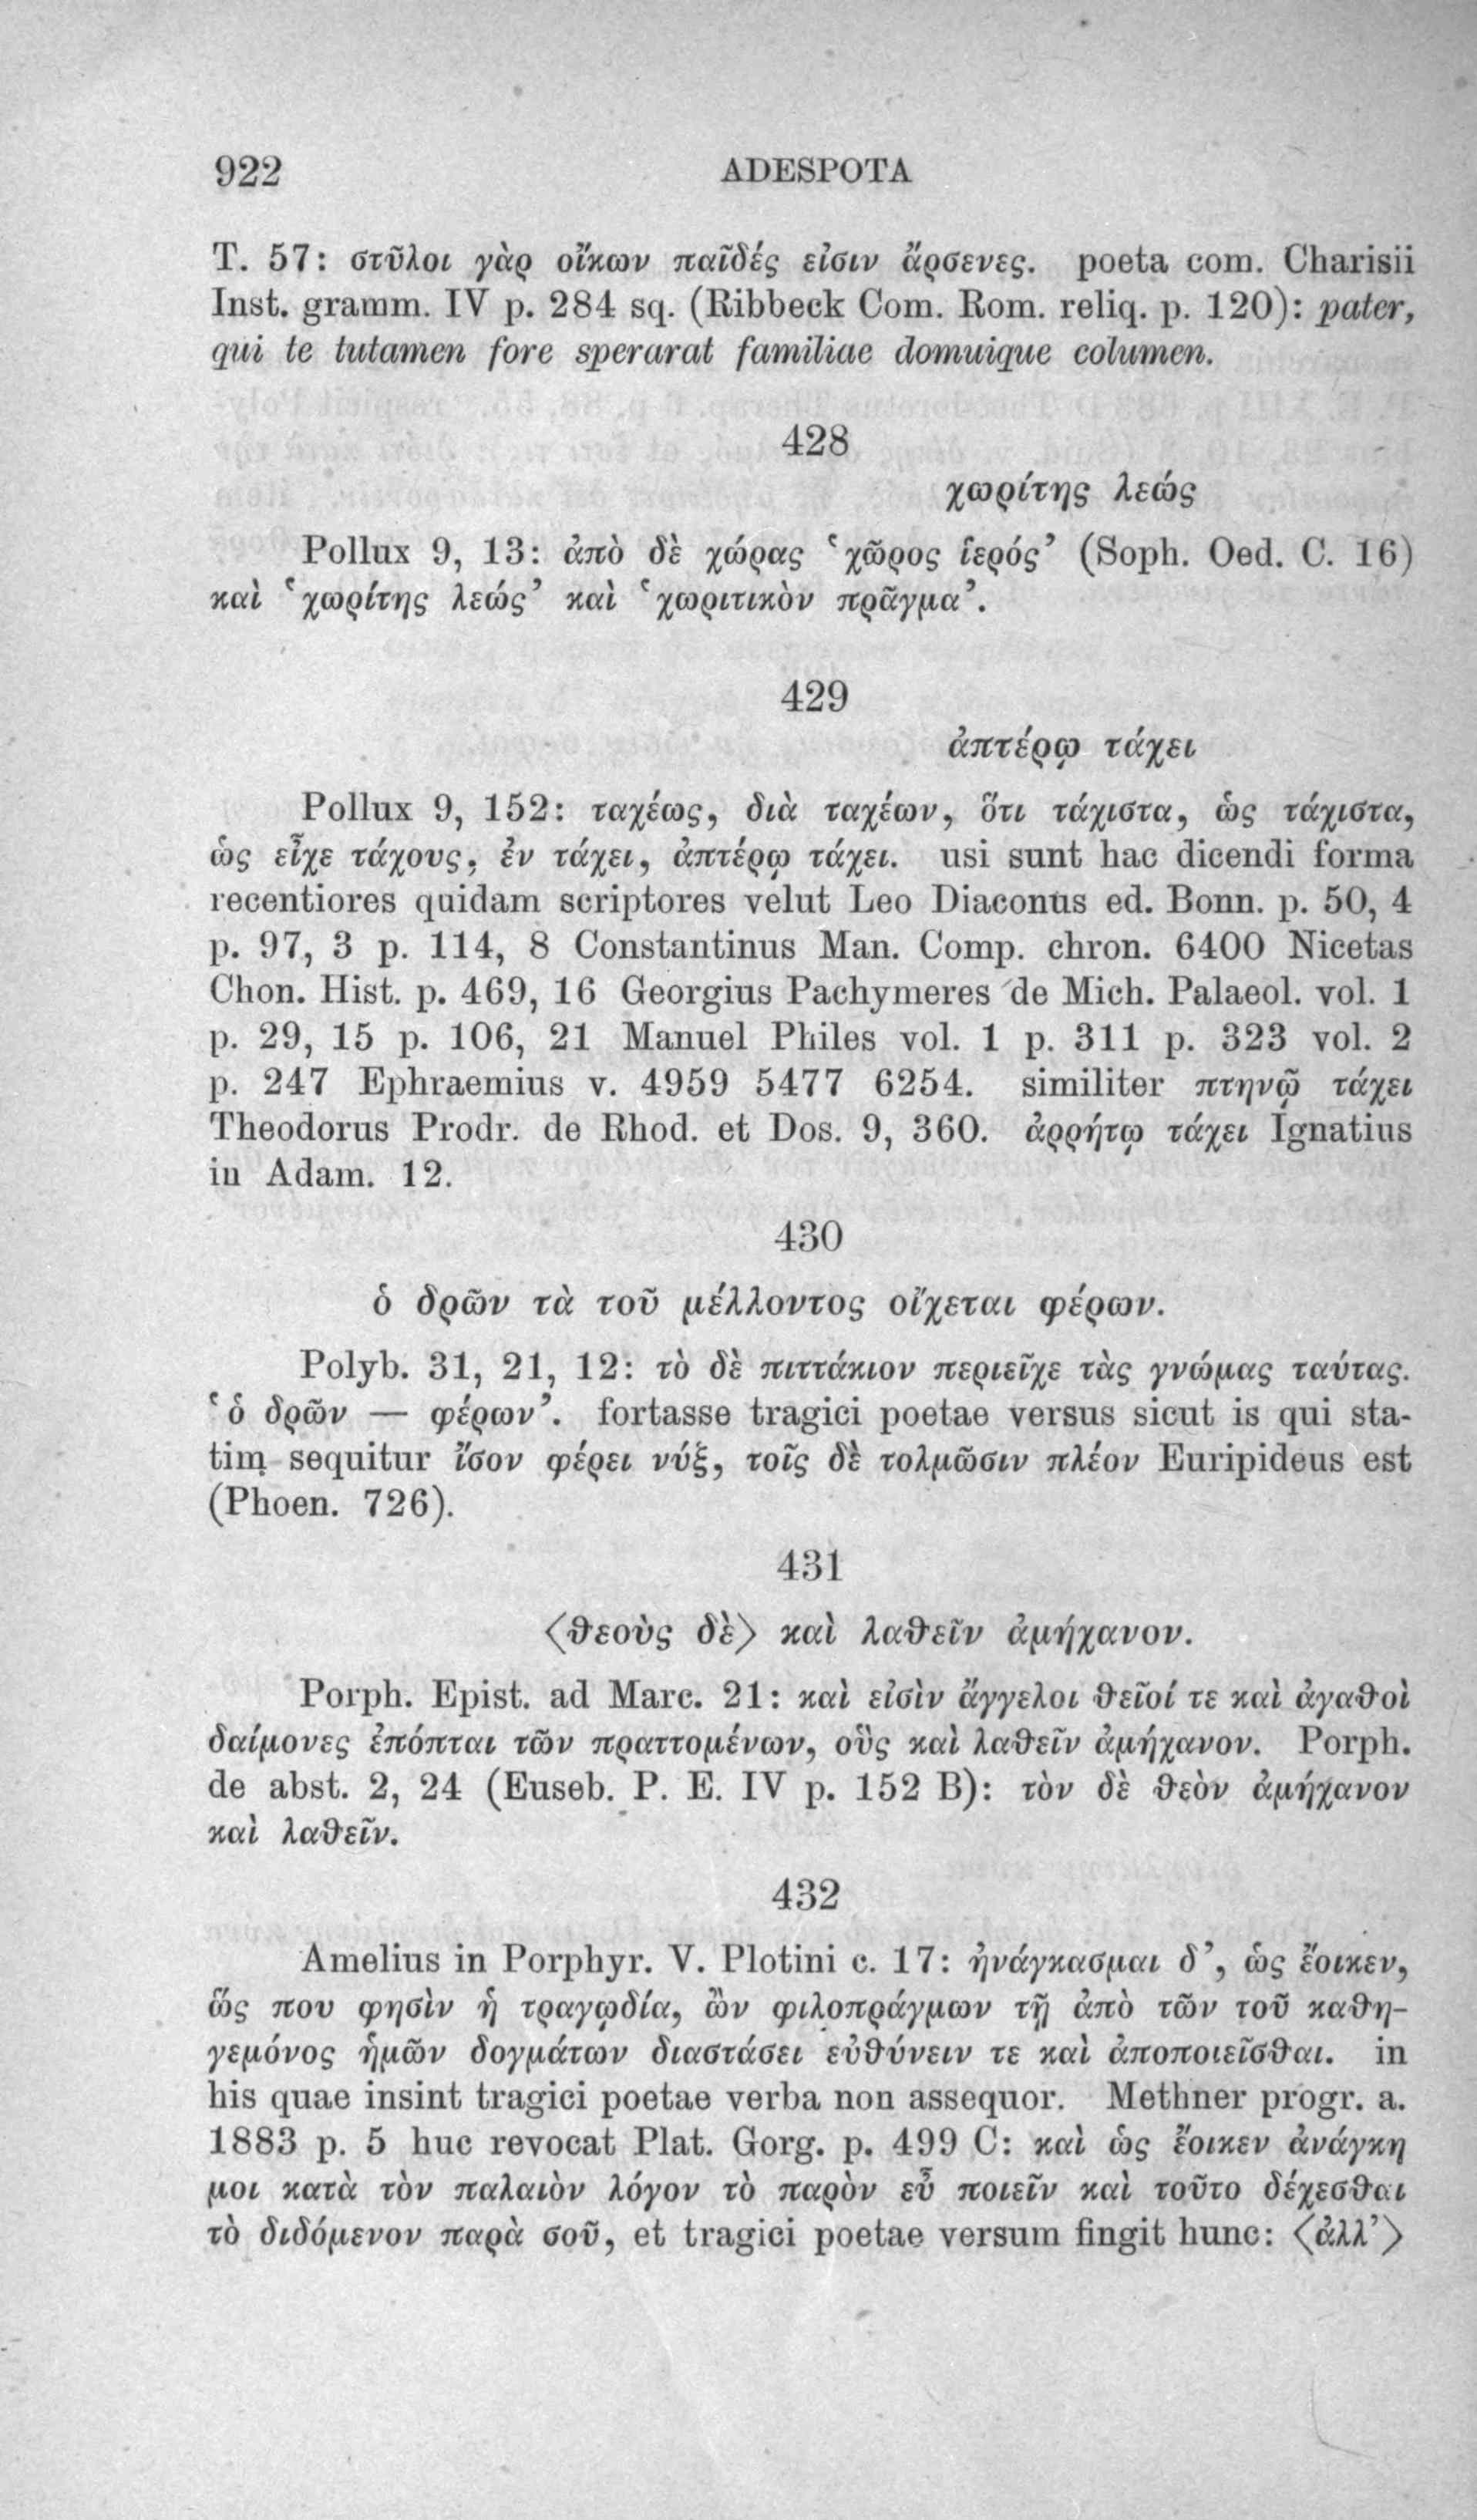 922 ADESPOTA
T. 57: στῦλοι γὰρ οἴκων παῖδές εἰσιν ἄρσενες. poeta com. Charisii
Inst. gramm. IV p. 284 sq. (Ribbeck Com. Rom. reliq. p. 120): pater,
qui te tutamen fore sperarat familiae domuique columen.
428
χωρίτης λεώς
Pollux 9, 13: ἀπὸ δὲ χώρας ‘χῶρος ἱερός’ (Soph. Oed. C. 16)
καὶ ‘χωρίτης λεώς’ καὶ ‘χωριτικὸν πρᾶγμα’.
429
ἀπτέρῳ τάχει
Pollux 9, 152: ταχέως, διὰ ταχέων, ὅτι τάχιστα, ὡς τάχιστα,
ὡς εἶχε τάχους, ἐν τάχει, ἀπτέρῳ τάχει. usi sunt hac dicendi forma
recentiores quidam scriptores velut Leo Diaconus ed. Bonn. p. 50, 4
p. 97, 3 p. 114, 8 Constantinus Man. Comp. chron. 6400 Nicetas
Chon. Hist. p. 469, 16 Georgius Pachymeres de Mich. Palaeol. vol. 1
p. 29, 15 p. 106, 21 Manuel Philes vol. 1 p. 311 p. 323 vol. 2
p. 247 Ephraemius v. 4959 5477 6254. similiter πτηνῷ τάχει
Theodorus Prodr. de Rhod. et Dos. 9, 360. ἀρρήτῳ τάχει Ignatius
in Adam. 12.
430
ὁ δρῶν τὰ τοῦ μέλλοντος οἴχεται φέρων.
Polyb. 31, 21, 12: τὸ δὲ πιττάκιον περιεῖχε τὰς γνώμας ταύτας.
‘ὁ δρῶν — φέρων’. fortasse tragici poetae versus sicut is qui sta-
tim sequitur ἴσον φέρει νύξ, τοῖς δὲ τολμῶσιν πλέον Euripideus est
(Phoen. 726).
431
⟨θεοὺς δὲ⟩ καὶ λαθεῖν ἀμήχανον.
Porph. Epist. ad Marc. 21: καὶ εἰσὶν ἄγγελοι θεῖοί τε καὶ ἀγαθοὶ
δαίμονες ἐπόπται τῶν πραττομένων, οὓς καὶ λαθεῖν ἀμήχανον. Porph.
de abst. 2, 24 (Euseb. P. E. IV p. 152 B): τὸν δὲ θεὸν ἀμήχανον
καὶ λαθεῖν.
432
Amelius in Porphyr. V. Plotini c. 17: ἠνάγκασμαι δ’, ὡς ἔοικεν,
ὥς που φησὶν ἡ τραγῳδία, ὢν φιλοπράγμων τῇ ἀπὸ τῶν τοῦ καθη-
γεμόνος ἡμῶν δογμάτων διαστάσει εὐθύνειν τε καὶ ἀποποιεῖσθαι. in
his quae insint tragici poetae verba non assequor. Methner progr. a.
1883 p. 5 huc revocat Plat. Gorg. p. 499 C: καὶ ὡς ἔοικεν ἀνάγκη
μοι κατὰ τὸν παλαιὸν λόγον τὸ παρὸν εὖ ποιεῖν καὶ τοῦτο δέχεσθαι
τὸ διδόμενον παρὰ σοῦ, et tragici poetae versum fingit hunc: ⟨ἀλλ’⟩